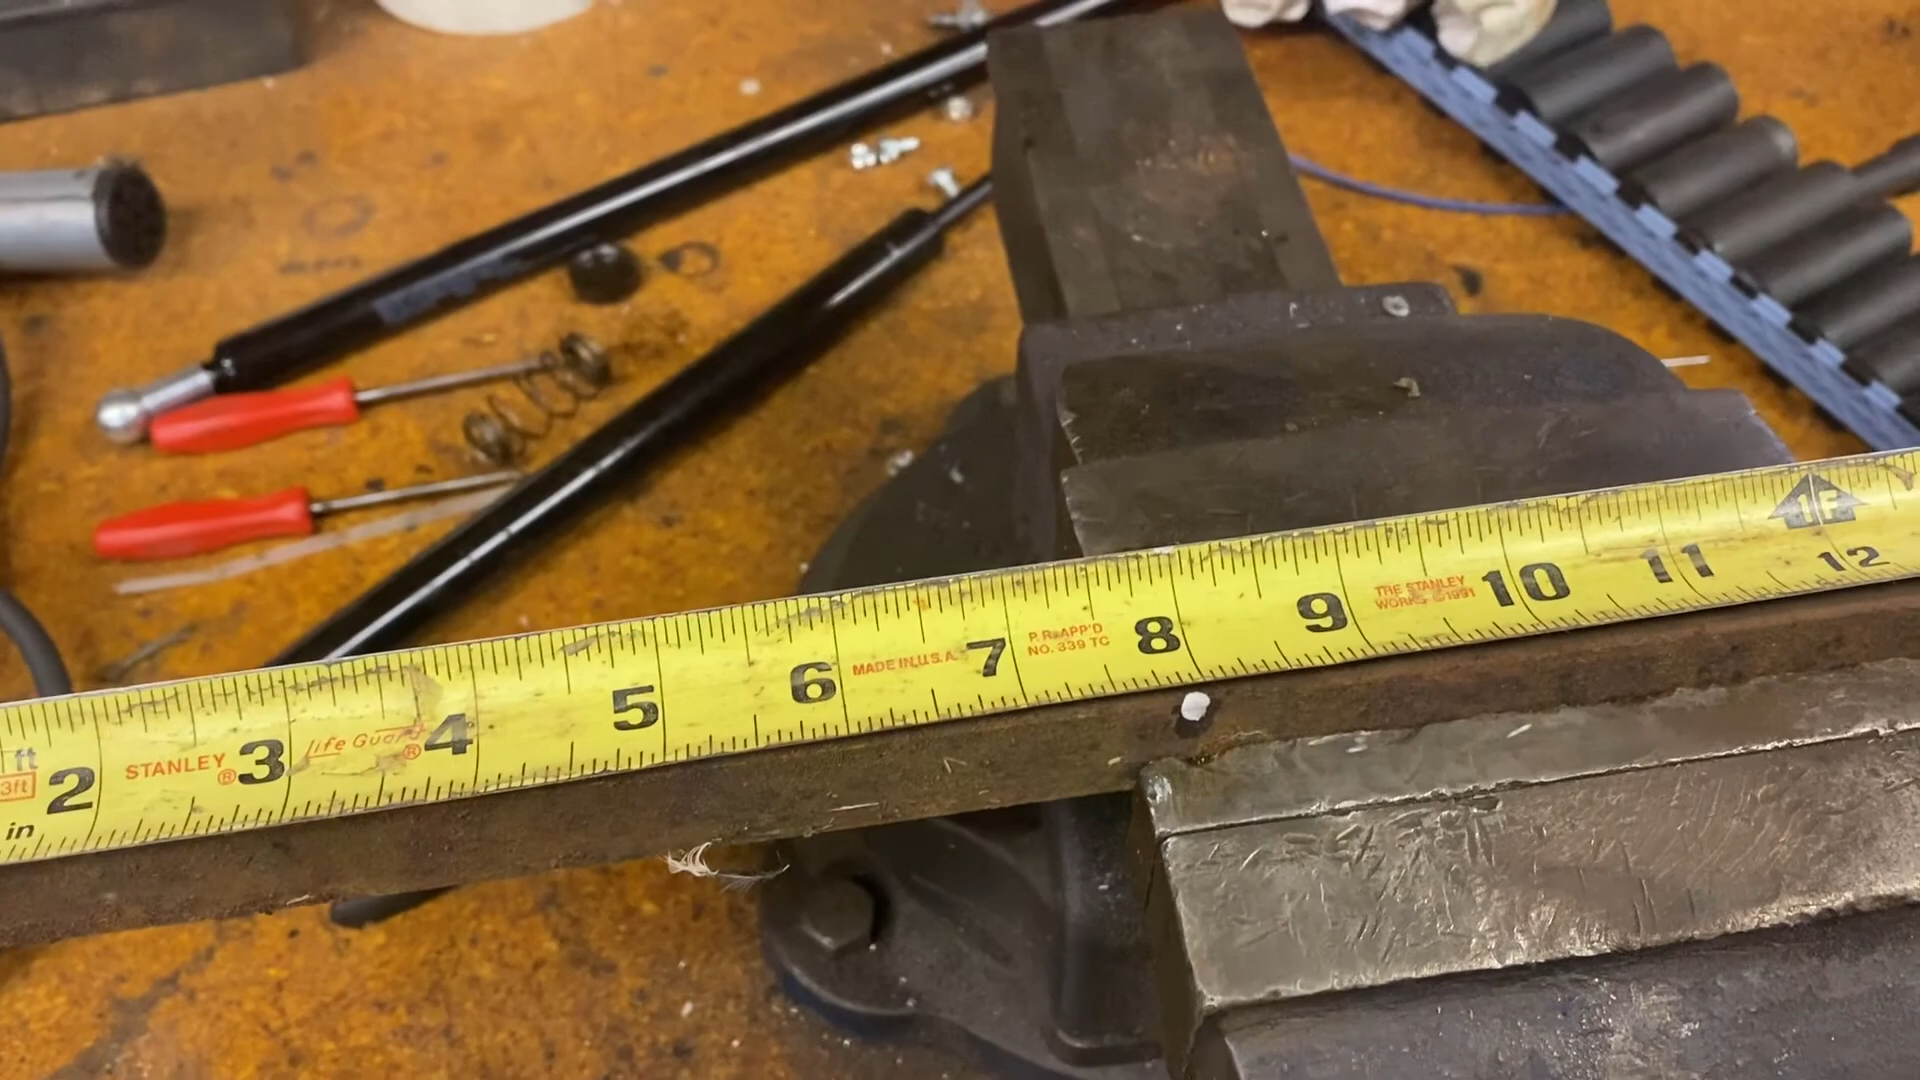 ft
3ft
in
2
STANLEY®
3
Life Guard®
4
5
6
MADE IN U.S.A.
7
P.R. APP'D
NO. 339 TC
8
9
THE STANLEY
WORKS ©1991
10
11
1F
12